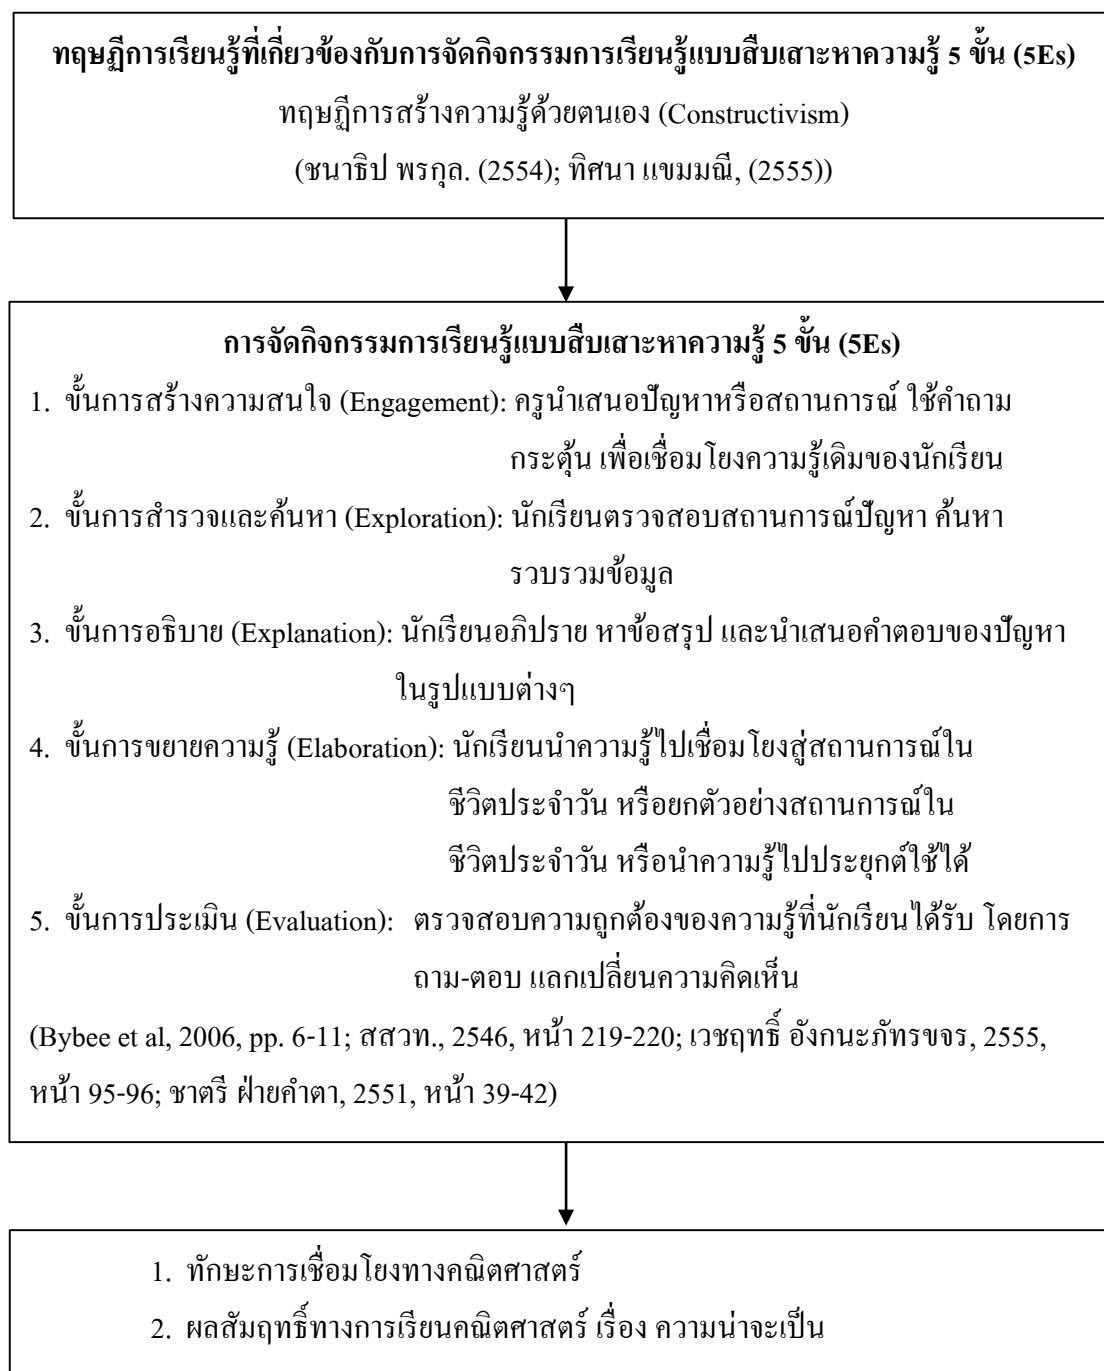 ทฤษฎีการเรียนรู้ที่เกี่ยวข้องกับการจัดกิจกรรมการเรียนรู้แบบสืบเสาะหาความรู้ 5 ขั้น (5Es)
ทฤษฎีการสร้างความรู้ด้วยตนเอง (Constructivism)
(ชนาธิป พรกุล. (2554); ทิศนา แขมมณี, (2555))
การจัดกิจกรรมการเรียนรู้แบบสืบเสาะหาความรู้ 5 ขั้น (5Es)
1. ขั้นการสร้างความสนใจ (Engagement): ครูนำเสนอปัญหาหรือสถานการณ์ ใช้คำถาม
กระตุ้น เพื่อเชื่อมโยงความรู้เดิมของนักเรียน
2. ขั้นการสำรวจและค้นหา (Exploration): นักเรียนตรวจสอบสถานการณ์ปัญหา ค้นหา
รวบรวมข้อมูล
3. ขั้นการอธิบาย (Explanation): นักเรียนอภิปราย หาข้อสรุป และนำเสนอคำตอบของปัญหา
ในรูปแบบต่างๆ
4. ขั้นการขยายความรู้ (Elaboration): นักเรียนนำความรู้ไปเชื่อมโยงสู่สถานการณ์ใน
ชีวิตประจำวัน หรือยกตัวอย่างสถานการณ์ใน
ชีวิตประจำวัน หรือนำความรู้ไปประยุกต์ใช้ได้
5. ขั้นการประเมิน (Evaluation): ตรวจสอบความถูกต้องของความรู้ที่นักเรียนได้รับ โดยการ
ถาม-ตอบ แลกเปลี่ยนความคิดเห็น
(Bybee et al, 2006, pp. 6-11; สสวท., 2546, หน้า 219-220; เวชฤทธิ์ อังกนะภัทรขจร, 2555,
หน้า 95-96; ชาตรี ฝ่ายคำตา, 2551, หน้า 39-42)
1. ทักษะการเชื่อมโยงทางคณิตศาสตร์
2. ผลสัมฤทธิ์ทางการเรียนคณิตศาสตร์ เรื่อง ความน่าจะเป็น